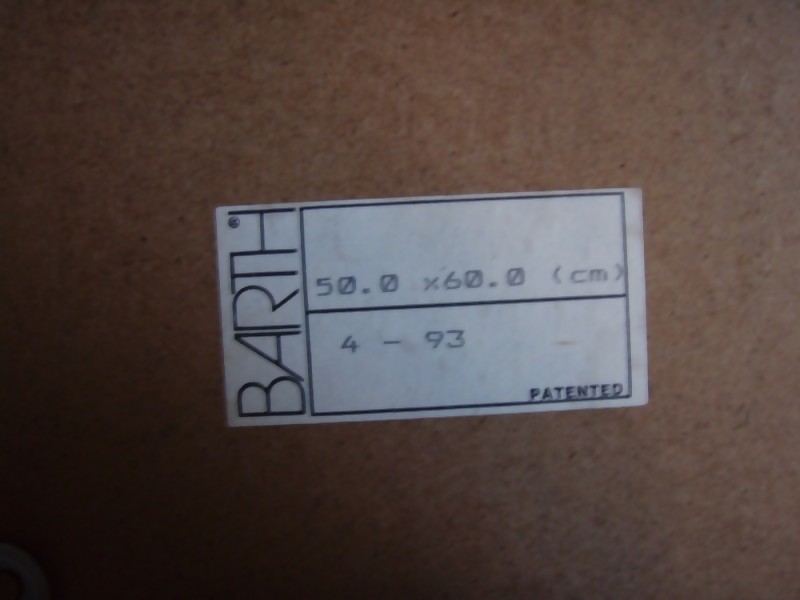 BARTH®
50.0 x60.0 (cm)
4 - 93
PATENTED